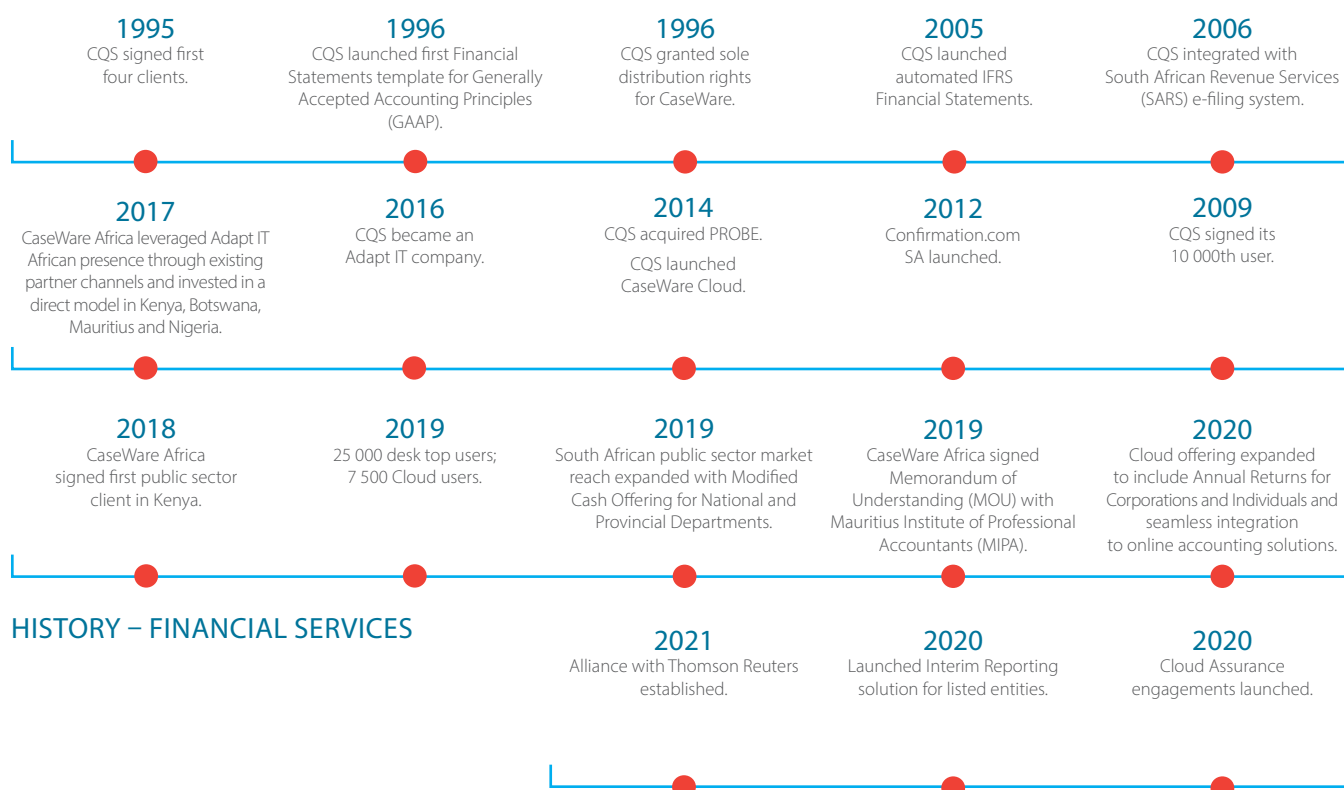 1995
CQS signed first
four clients.
1996
CQS launched first Financial
Statements template for Generally
Accepted Accounting Principles
(GAAP).
1996
CQS granted sole
distribution rights
for CaseWare.
2005
CQS launched
automated IFRS
Financial Statements.
2006
CQS integrated with
South African Revenue Services
(SARS) e-filing system.
2017
CaseWare Africa leveraged Adapt IT
African presence through existing
partner channels and invested in a
direct model in Kenya, Botswana,
Mauritius and Nigeria.
2016
CQS became an
Adapt IT company.
2014
CQS acquired PROBE.
CQS launched
CaseWare Cloud.
2012
Confirmation.com
SA launched.
2009
CQS signed its
10 000th user.
2018
CaseWare Africa
signed first public sector
client in Kenya.
2019
25 000 desk top users;
7 500 Cloud users.
2019
South African public sector market
reach expanded with Modified
Cash Offering for National and
Provincial Departments.
2019
CaseWare Africa signed
Memorandum of
Understanding (MOU) with
Mauritius Institute of Professional
Accountants (MIPA).
2020
Cloud offering expanded
to include Annual Returns for
Corporations and Individuals and
seamless integration
to online accounting solutions.
HISTORY – FINANCIAL SERVICES
2021
Alliance with Thomson Reuters
established.
2020
Launched Interim Reporting
solution for listed entities.
2020
Cloud Assurance
engagements launched.